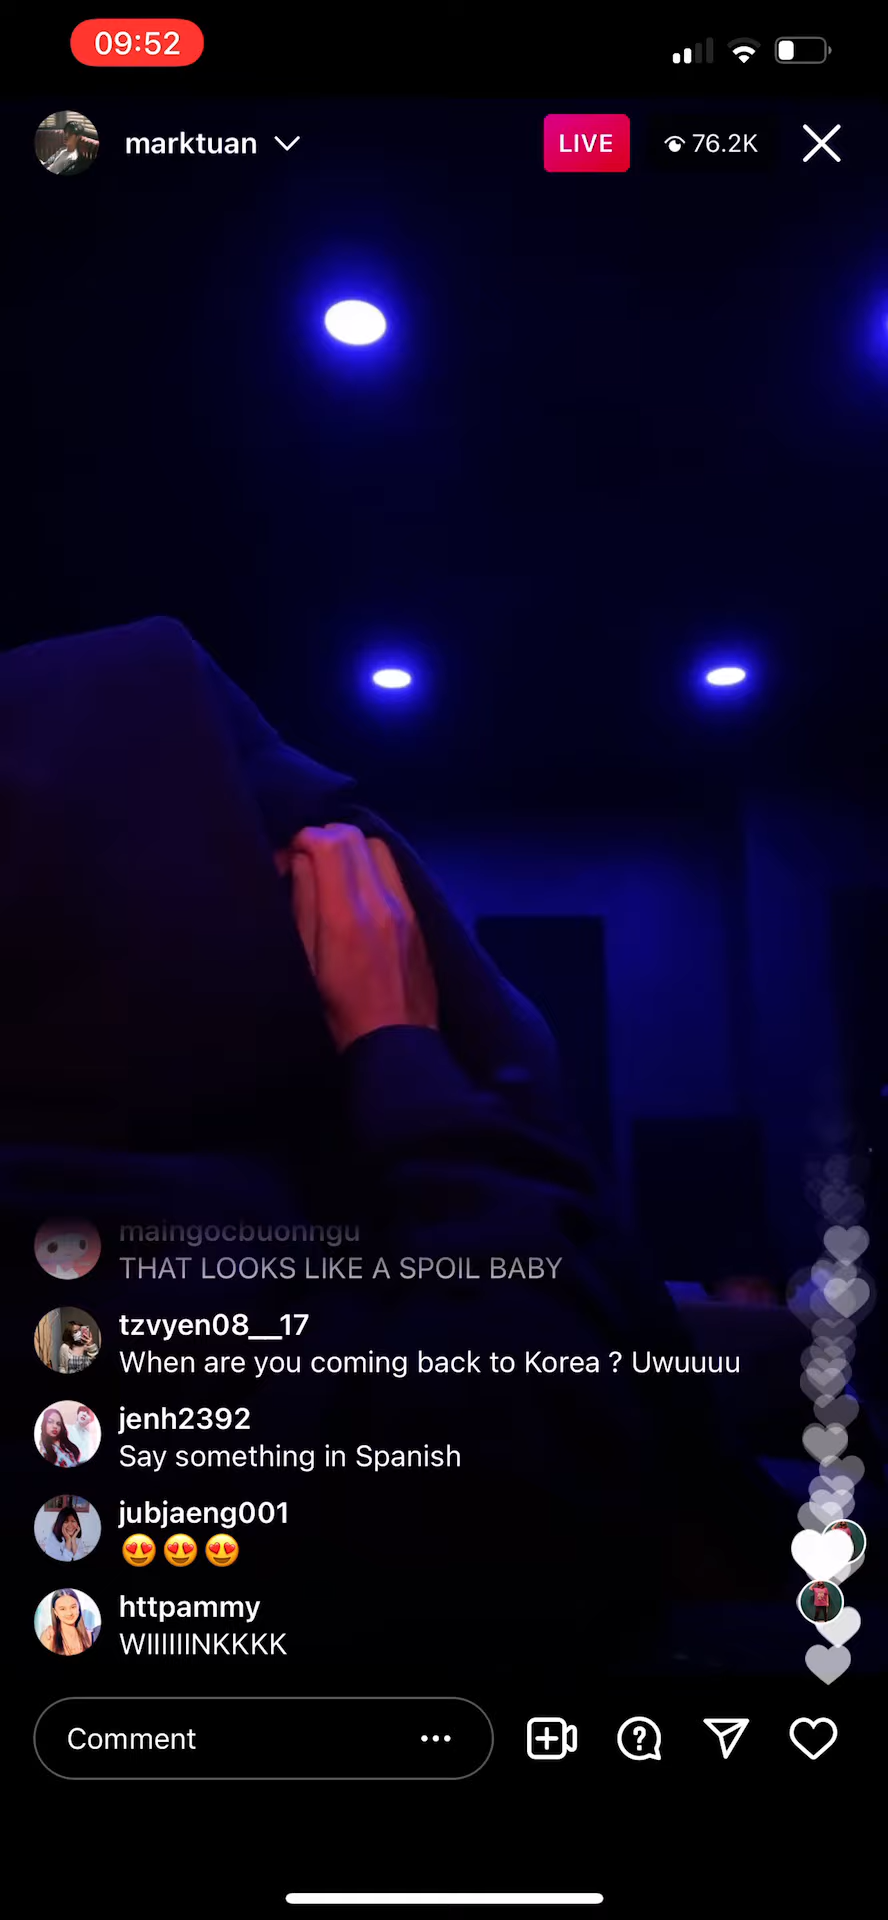 09:52
marktuan
LIVE
76.2K
maingocbuonngu
THAT LOOKS LIKE A SPOIL BABY
tzvyen08__17
When are you coming back to Korea ? Uwuuuu
jenh2392
Say something in Spanish
jubjaeng001
😍😍😍
httpammy
WIIIIIINKKKK
Comment